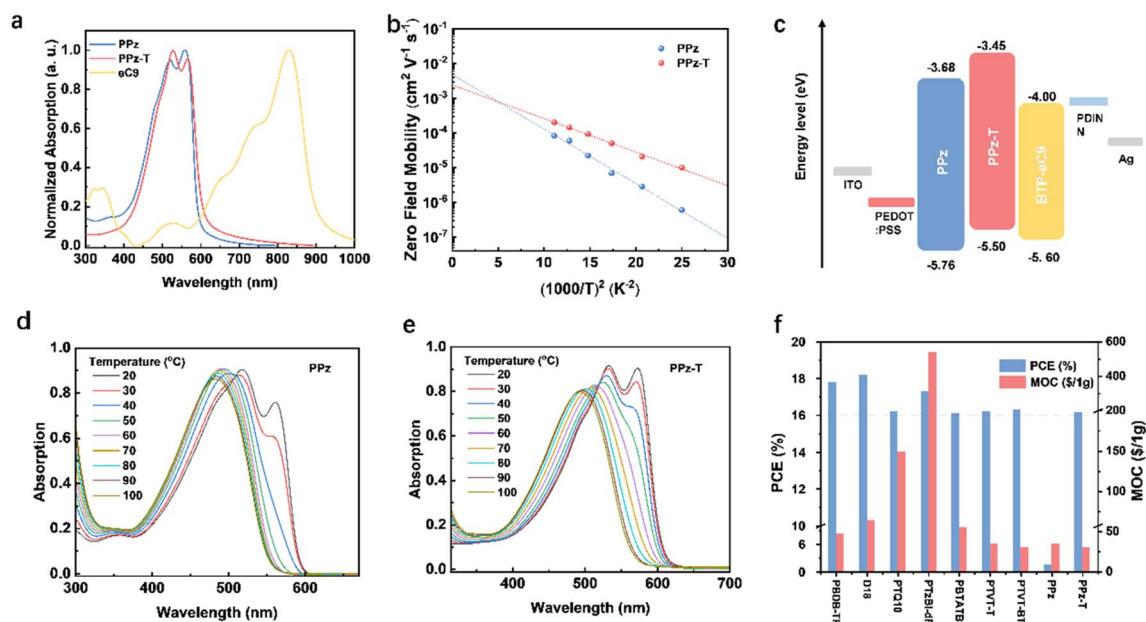 a
Normalized Absorption (a. u.)
1.0
0.8
0.6
0.4
0.2
0.0
PPz
PPz-T
eC9
300 400 500 600 700 800 900 1000
Wavelength (nm)
b
Zero Field Mobility (cm² V⁻¹ s⁻¹)
10⁻¹
10⁻²
10⁻³
10⁻⁴
10⁻⁵
10⁻⁶
10⁻⁷
PPz
PPz-T
0 5 10 15 20 25 30
(1000/T)² (K⁻²)
c
Energy level (eV)
ITO
PEDOT
:PSS
-3.68
PPz
-5.76
-3.45
PPz-T
-5.50
-4.00
BTP-eC9
-5. 60
PDIN
N
Ag
d
Absorption
0.0
0.2
0.4
0.6
0.8
1.0
Temperature (°C)
20
30
40
50
60
70
80
90
100
PPz
300 400 500 600
Wavelength (nm)
e
Absorption
0.0
0.2
0.4
0.6
0.8
1.0
Temperature (°C)
20
30
40
50
60
70
80
90
100
PPz-T
400 500 600 700
Wavelength (nm)
f
PCE (%)
20
18
16
14
12
10
6
4
PCE (%)
MOC ($/1g)
600
400
200
150
100
50
0
MOC ($/1g)
D18
PTQ10
PBTATB
PTVT-T
PTVT-BT
PPz
PPz-T